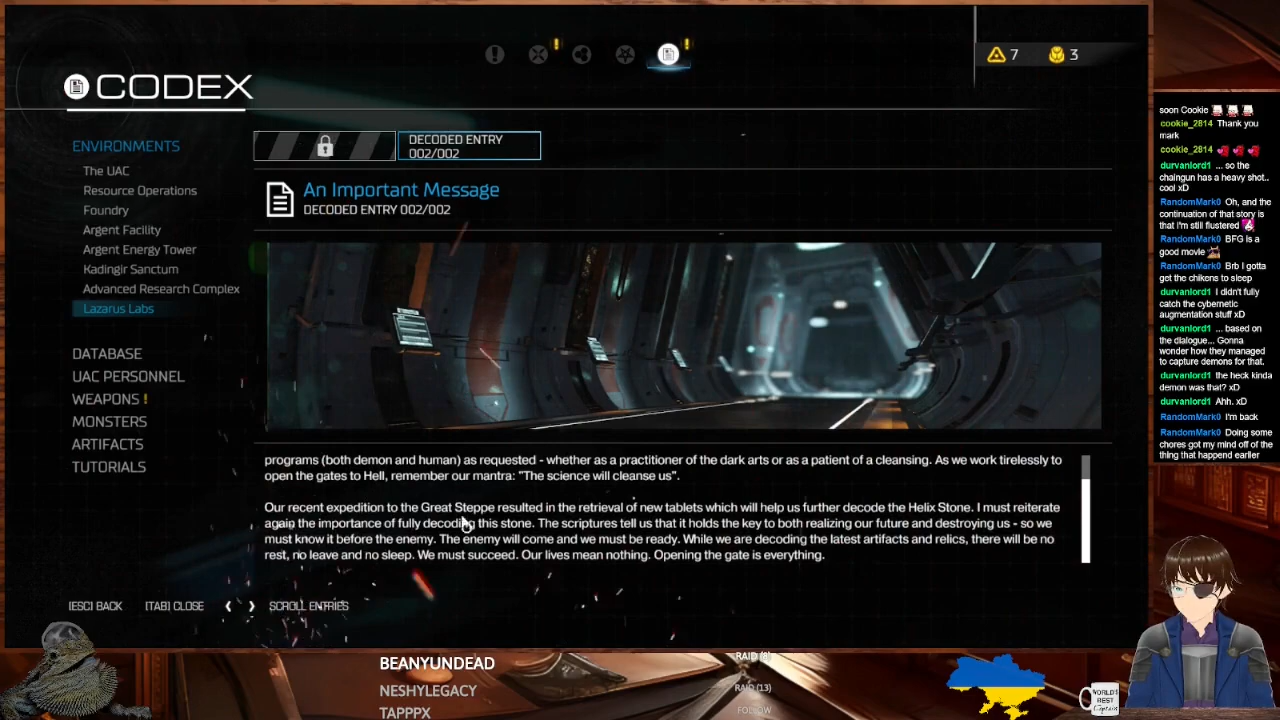 7
3
CODEX
ENVIRONMENTS
The UAC
Resource Operations
Foundry
Argent Facility
Argent Energy Tower
Kadingir Sanctum
Advanced Research Complex
Lazarus Labs
DATABASE
UAC PERSONNEL
WEAPONS !
MONSTERS
ARTIFACTS
TUTORIALS
DECODED ENTRY
002/002
An Important Message
DECODED ENTRY 002/002
programs (both demon and human) as requested - whether as a practitioner of the dark arts or as a patient of a cleansing. As we work tirelessly to
open the gates to Hell, remember our mantra: "The science will cleanse us".
Our recent expedition to the Great Steppe resulted in the retrieval of new tablets which will help us further decode the Helix Stone. I must reiterate
again the importance of fully decoding this stone. The scriptures tell us that it holds the key to both realizing our future and destroying us - so we
must know it before the enemy. The enemy will come and we must be ready. While we are decoding the latest artifacts and relics, there will be no
rest, no leave and no sleep. We must succeed. Our lives mean nothing. Opening the gate is everything.
[ESC] BACK
[TAB] CLOSE
SCROLL ENTRIES
soon Cookie
cookie_2814 Thank you
mark
cookie_2814
durvanlord1 ... so the
chaingun has a heavy shot..
cool xD
RandomMark0 Oh, and the
continuation of that story is
that i'm still flustered
RandomMark0 BFG is a
good movie
RandomMark0 Brb I gotta
get the chikens to sleep
durvanlord1 I didn't fully
catch the cybernetic
augmentation stuff xD
durvanlord1 ... based on
the dialogue... Gonna
wonder how they managed
to capture demons for that.
durvanlord1 the heck kinda
demon was that? xD
durvanlord1 Ahh. xD
RandomMark0 I'm back
RandomMark0 Doing some
chores got my mind off of the
thing that happend earlier
BEANYUNDEAD
NESHYLEGACY
TAPPPX
RAID (8)
RAID (13)
FOLLOW
WORLD'S
BEST
Captain